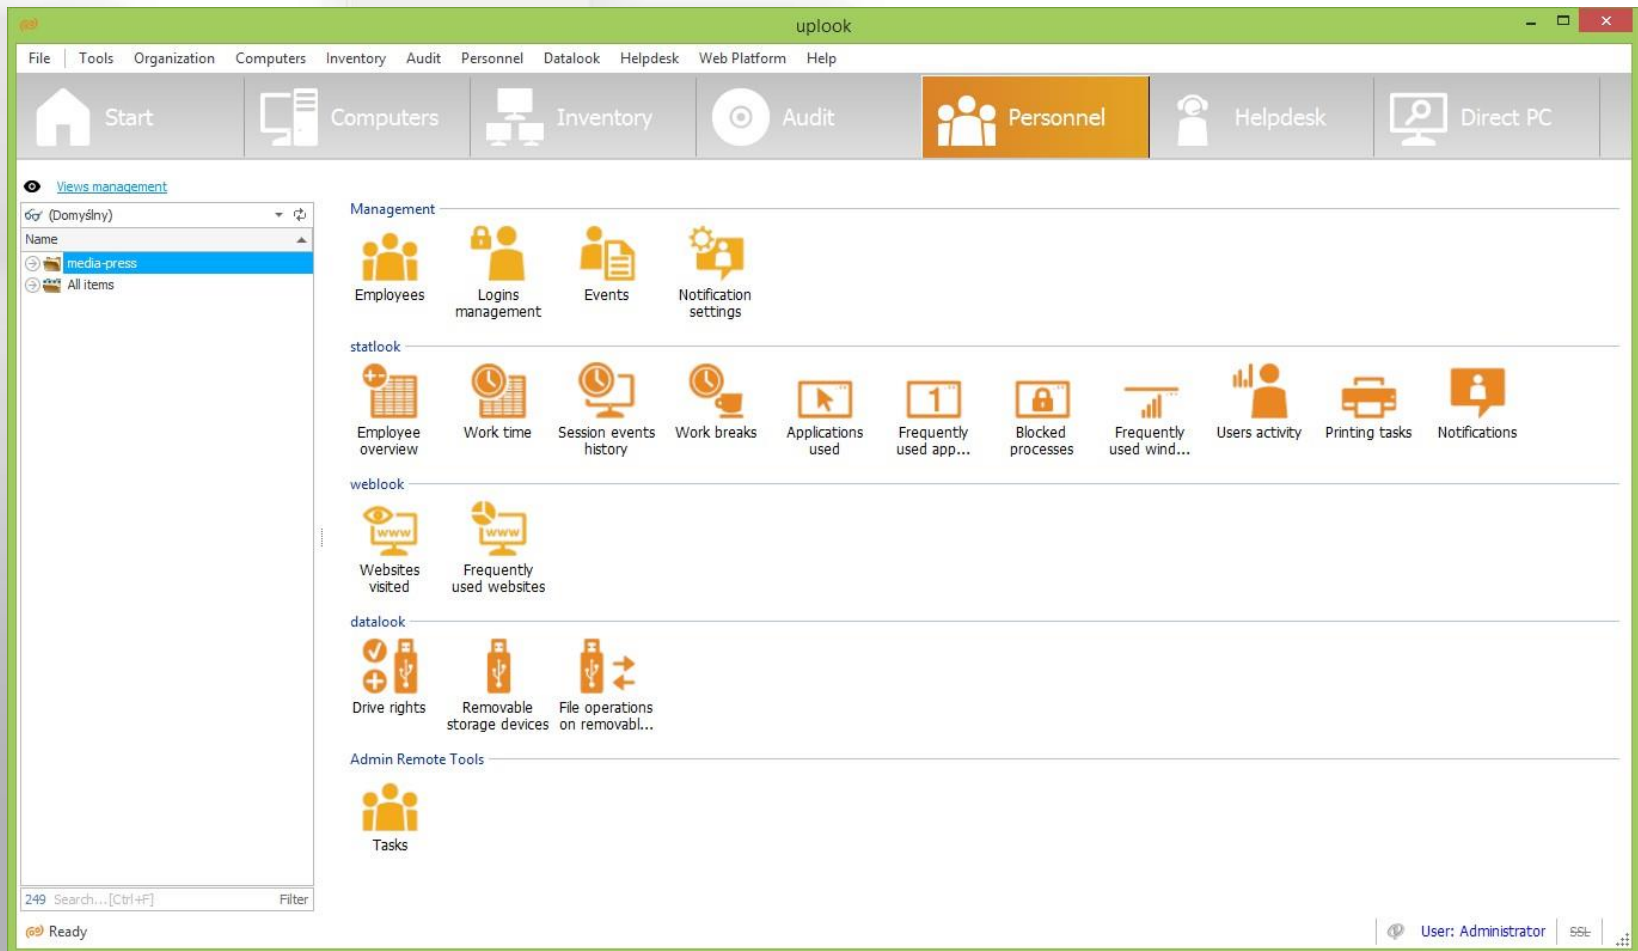 uplook
File Tools Organization Computers Inventory Audit Personnel Datalook Helpdesk Web Platform Help
Start Computers Inventory Audit Personnel Helpdesk Direct PC
Views management
(Domyślny)
Name
media-press
All items
249 Search...[Ctrl+F] Filter
Management
Employees Logins Events Notification
management settings
statlook
Employee Work time Session events Work breaks Applications Frequently Blocked Frequently Users activity Printing tasks Notifications
overview history used used app... processes used wind...
1
weblook
www www
Websites Frequently
visited used websites
datalook
Drive rights Removable File operations
storage devices on removabl...
Admin Remote Tools
Tasks
Ready User: Administrator SSL